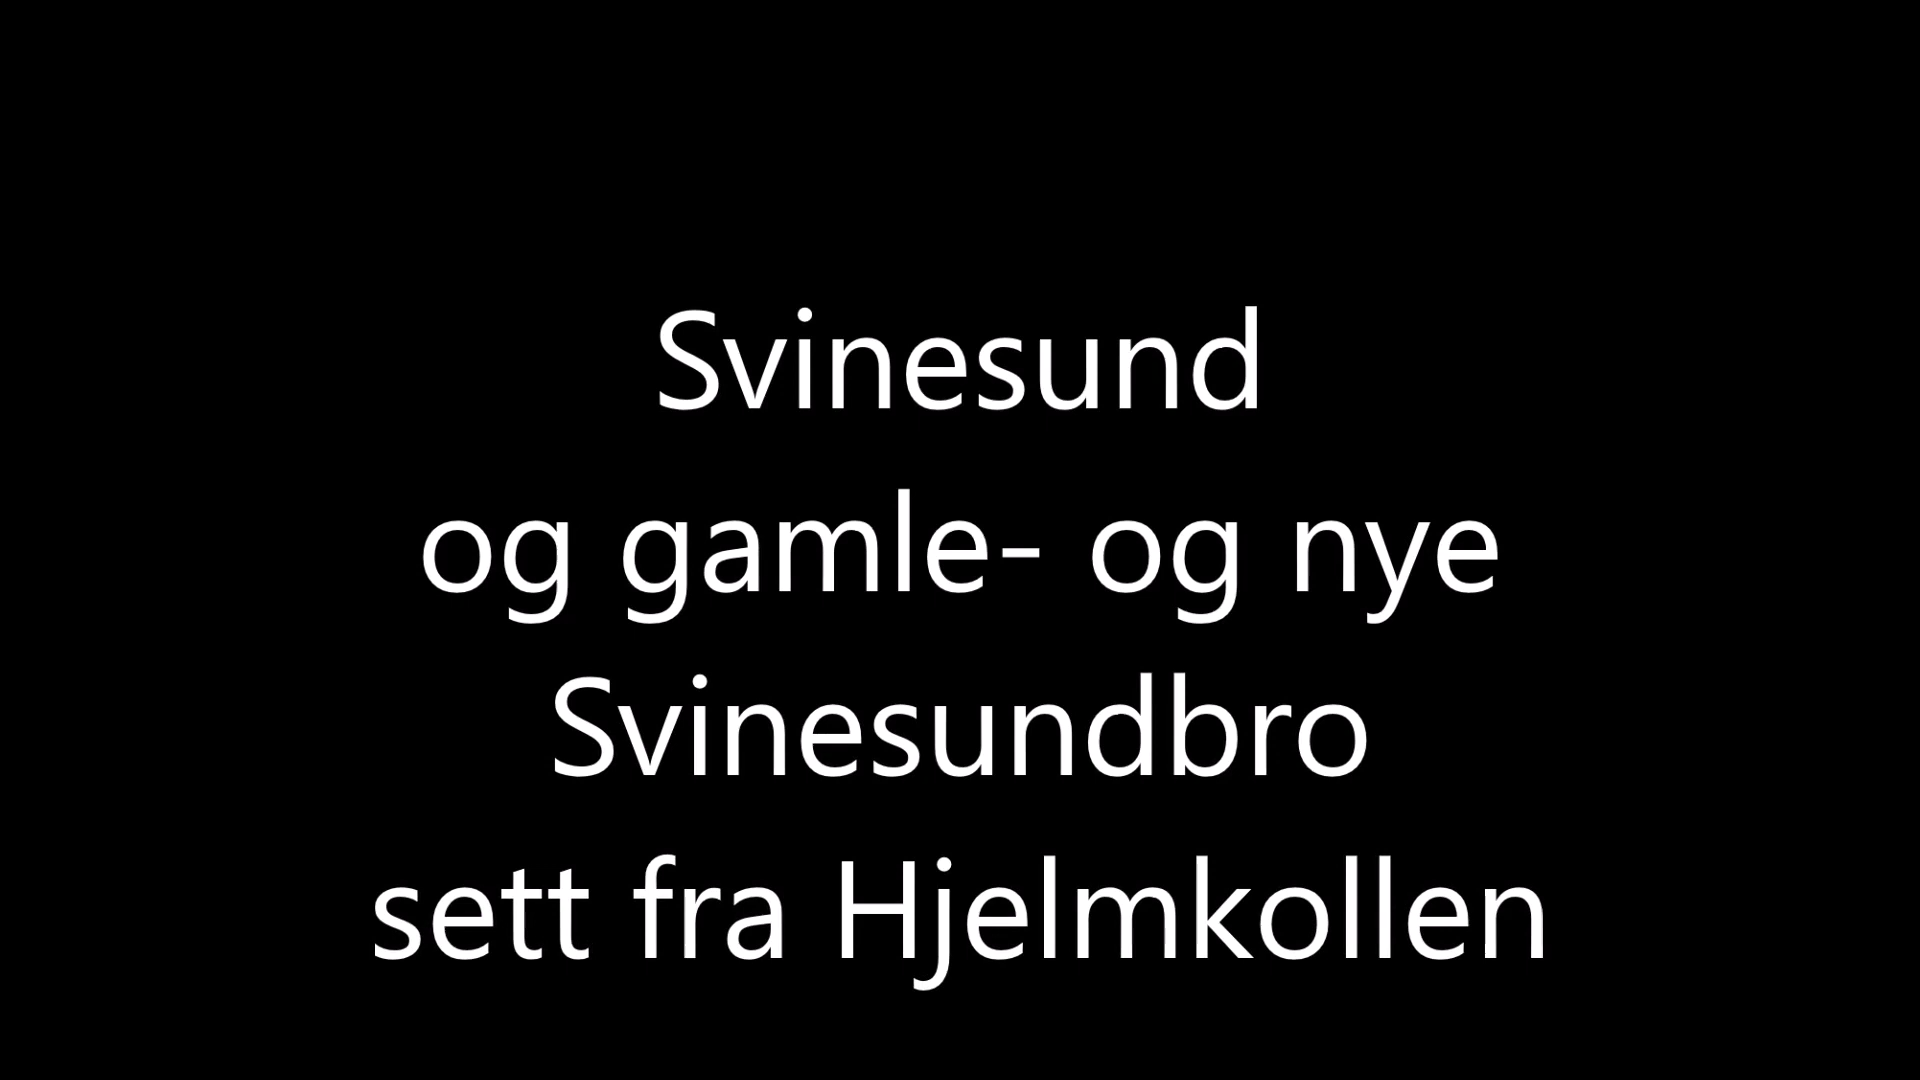 Svinesund
og gamle- og nye
Svinesundbro
sett fra Hjelmkollen